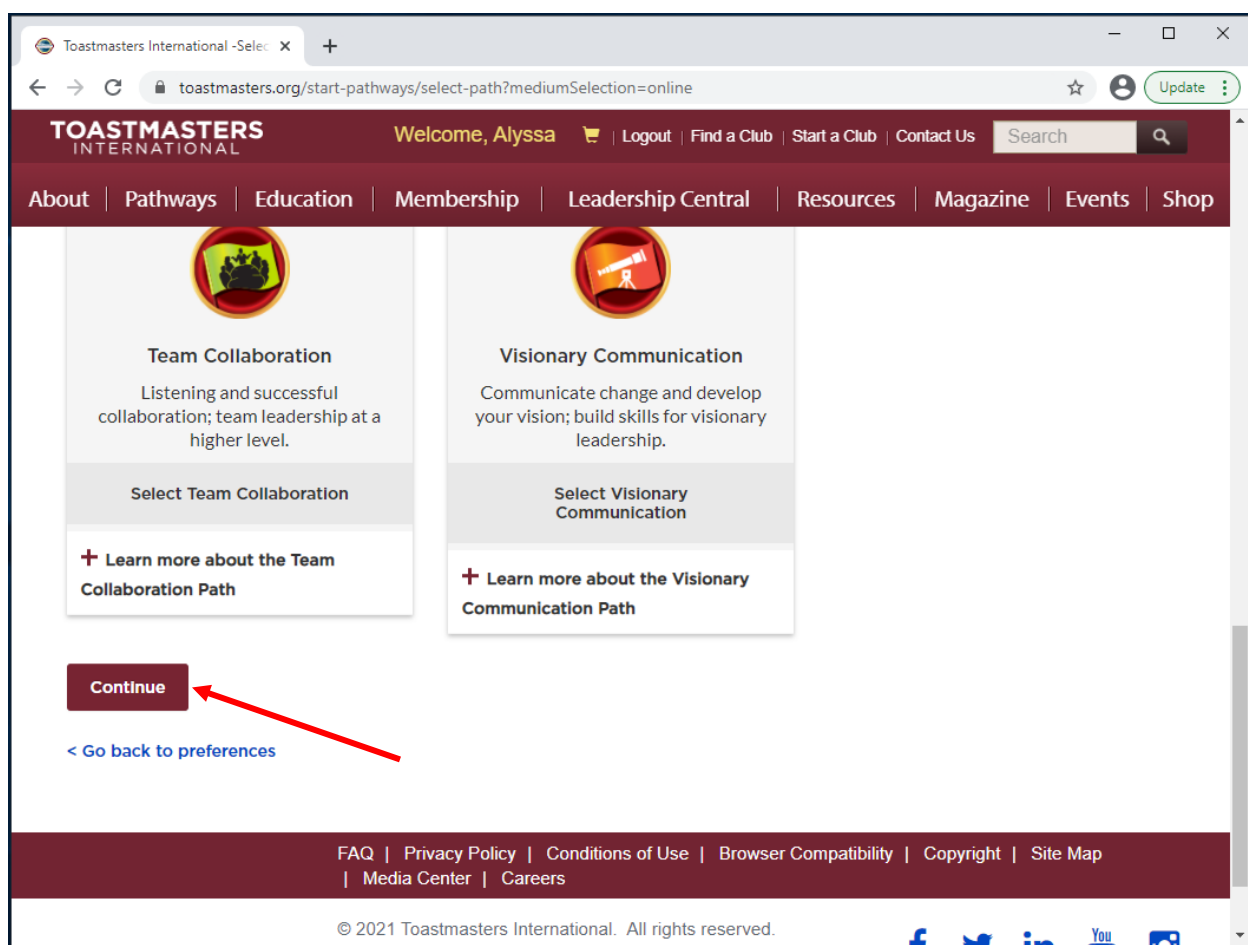 Toastmasters International -Selec
toastmasters.org/start-pathways/select-path?mediumSelection=online
Update
TOASTMASTERS
INTERNATIONAL
Welcome, Alyssa | Logout | Find a Club | Start a Club | Contact Us
Search
About | Pathways | Education | Membership | Leadership Central | Resources | Magazine | Events | Shop
Team Collaboration
Listening and successful
collaboration; team leadership at a
higher level.
Select Team Collaboration
+ Learn more about the Team
Collaboration Path
Visionary Communication
Communicate change and develop
your vision; build skills for visionary
leadership.
Select Visionary
Communication
+ Learn more about the Visionary
Communication Path
Continue
< Go back to preferences
FAQ | Privacy Policy | Conditions of Use | Browser Compatibility | Copyright | Site Map
| Media Center | Careers
© 2021 Toastmasters International. All rights reserved.
f
in
You